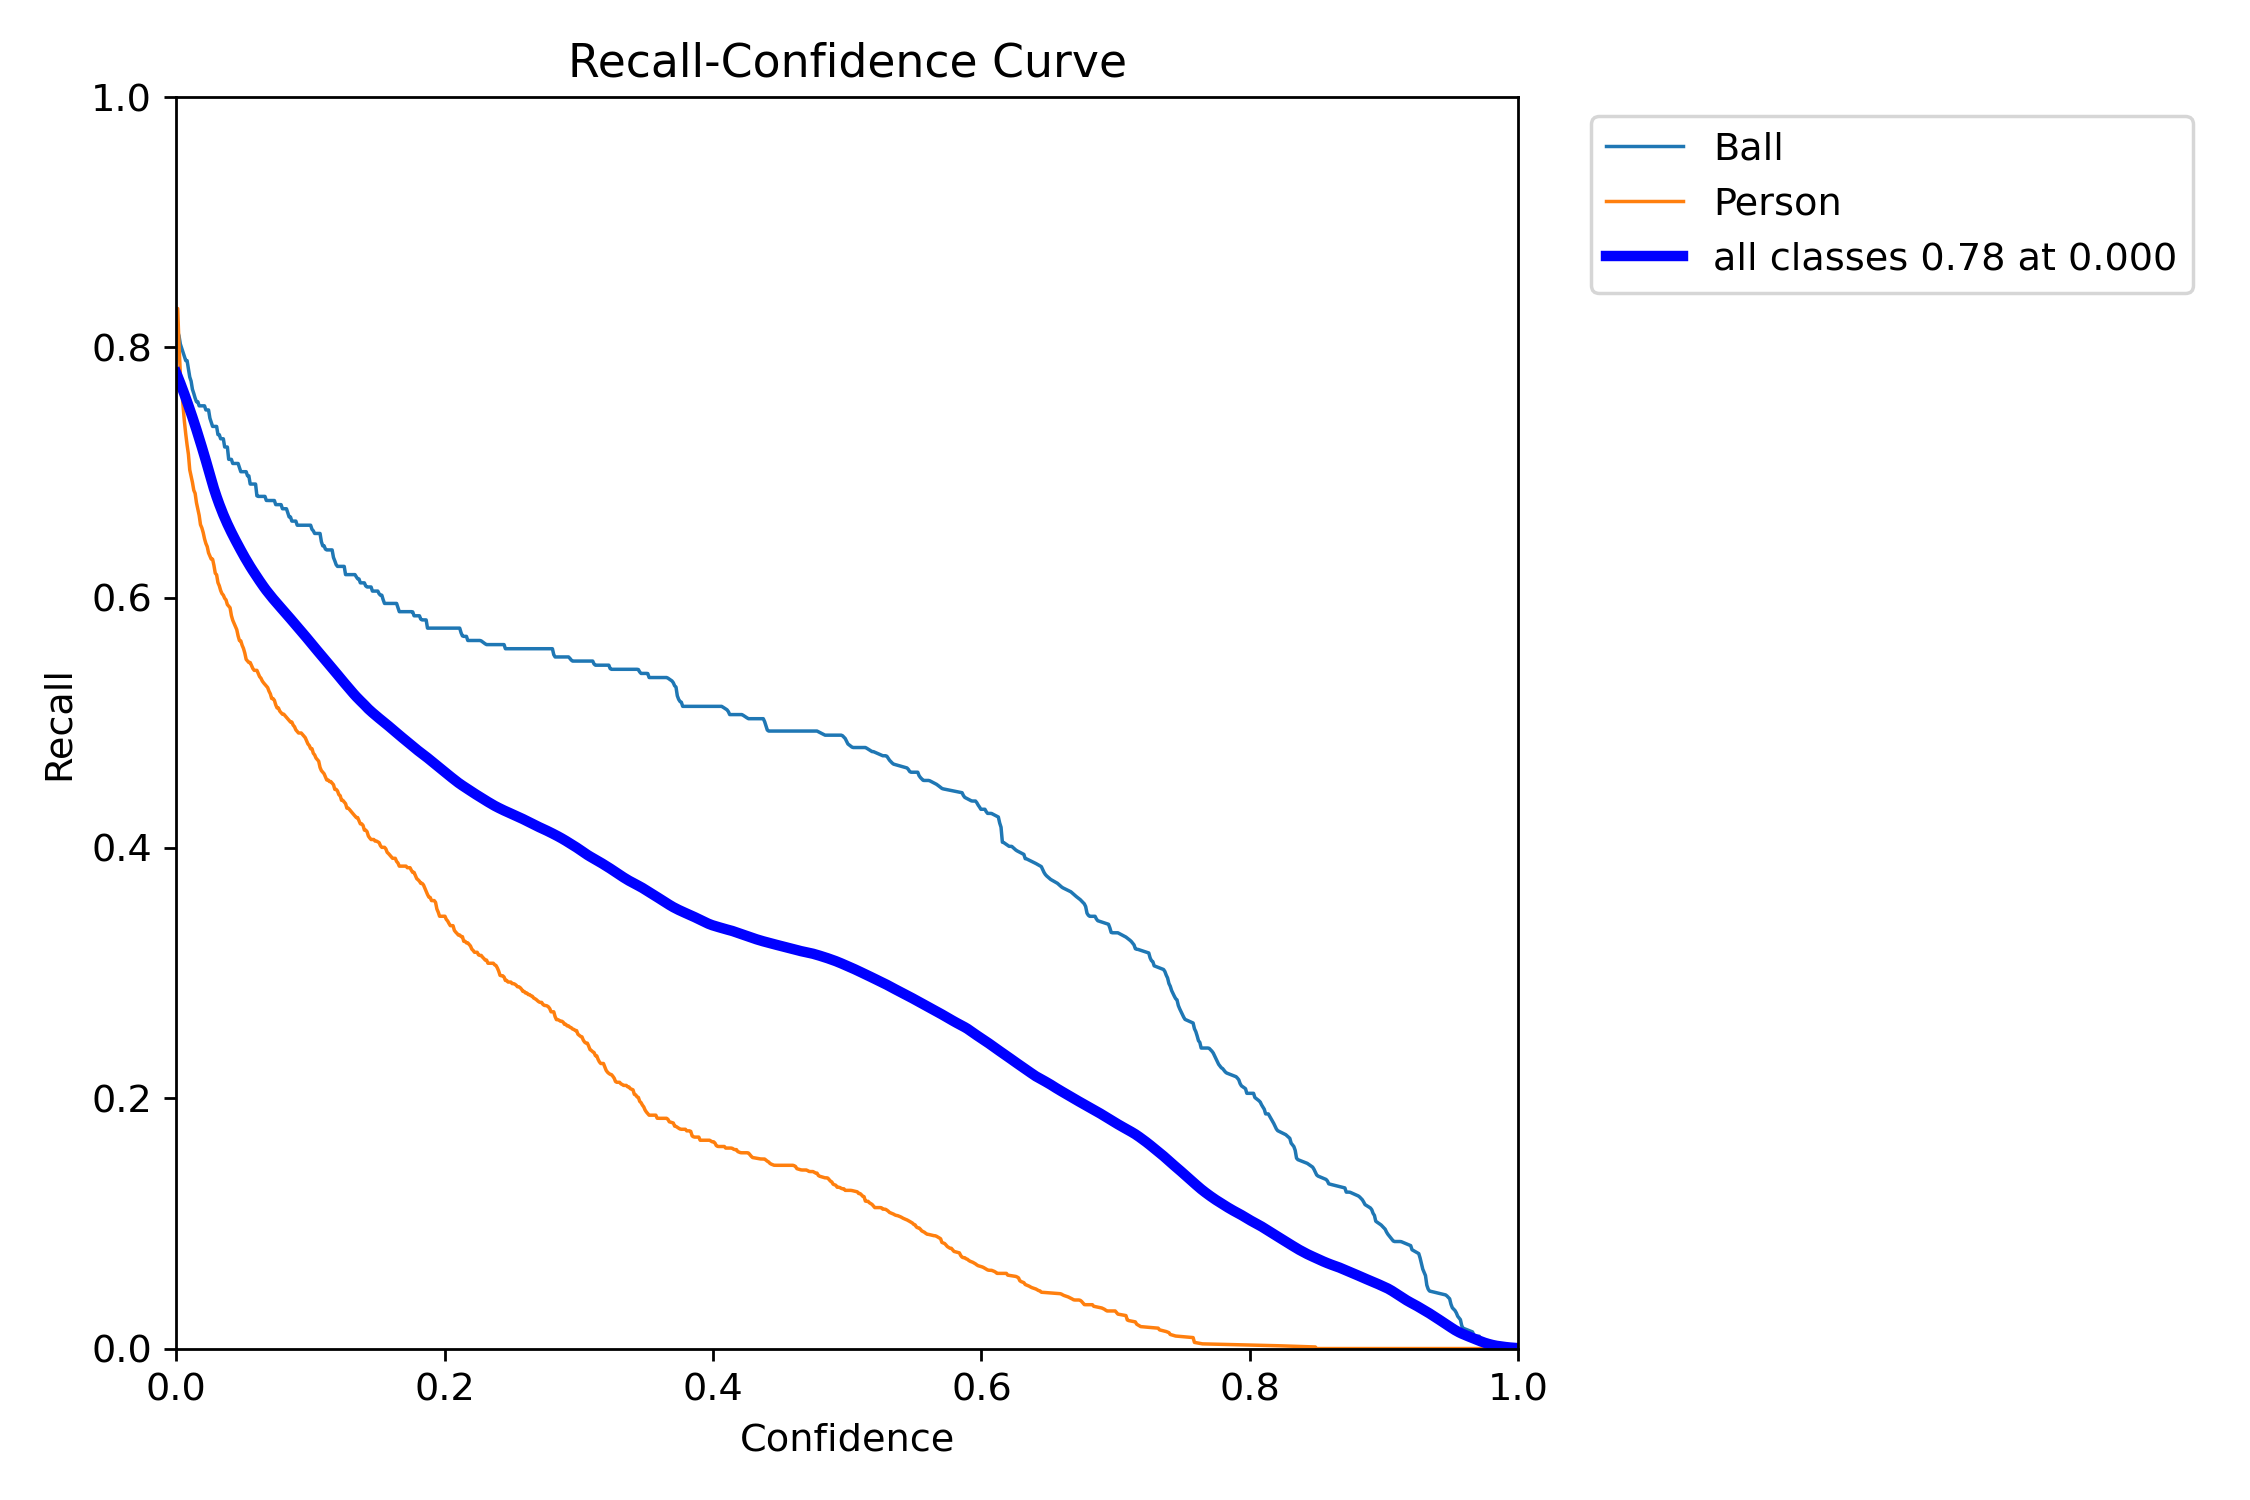 Recall-Confidence Curve
1.0
0.8
0.6
0.4
0.2
0.0
Recall
0.0 0.2 0.4 0.6 0.8 1.0
Confidence
Ball
Person
all classes 0.78 at 0.000